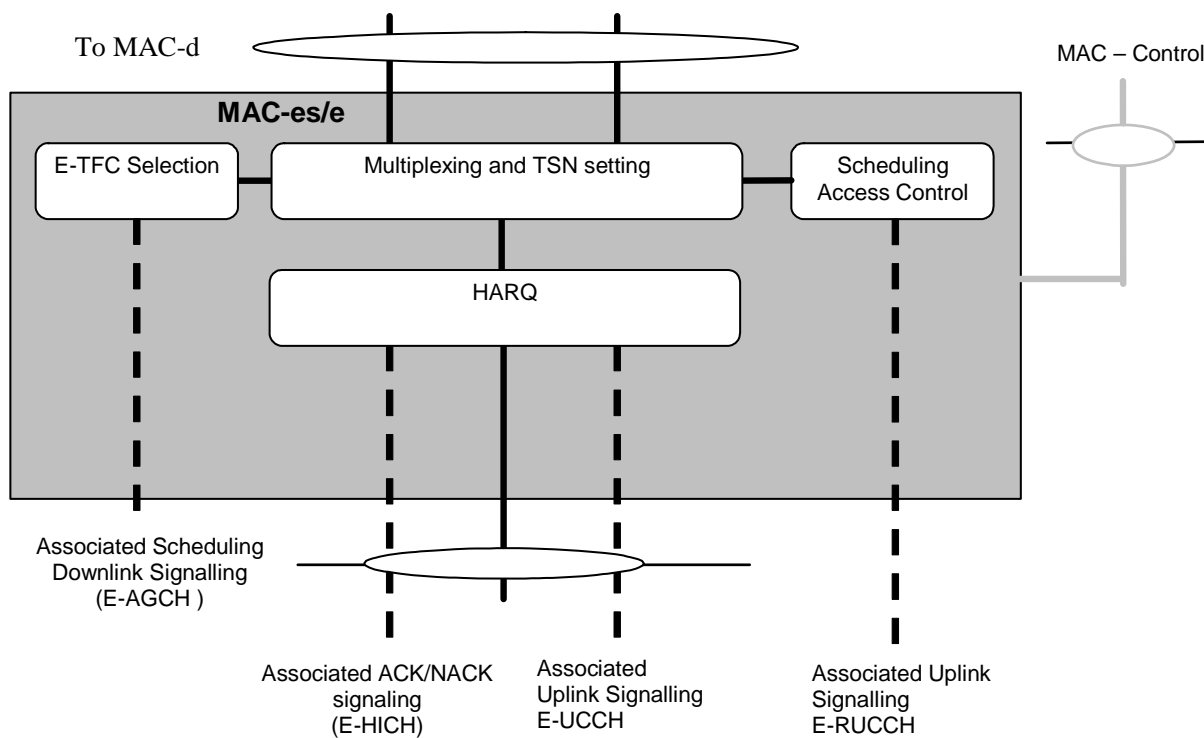 To MAC-d
MAC – Control
MAC-es/e
E-TFC Selection
Multiplexing and TSN setting
Scheduling
Access Control
HARQ
Associated Scheduling
Downlink Signalling
(E-AGCH )
Associated ACK/NACK
signaling
(E-HICH)
Associated
Uplink Signalling
E-UCCH
Associated Uplink
Signalling
E-RUCCH